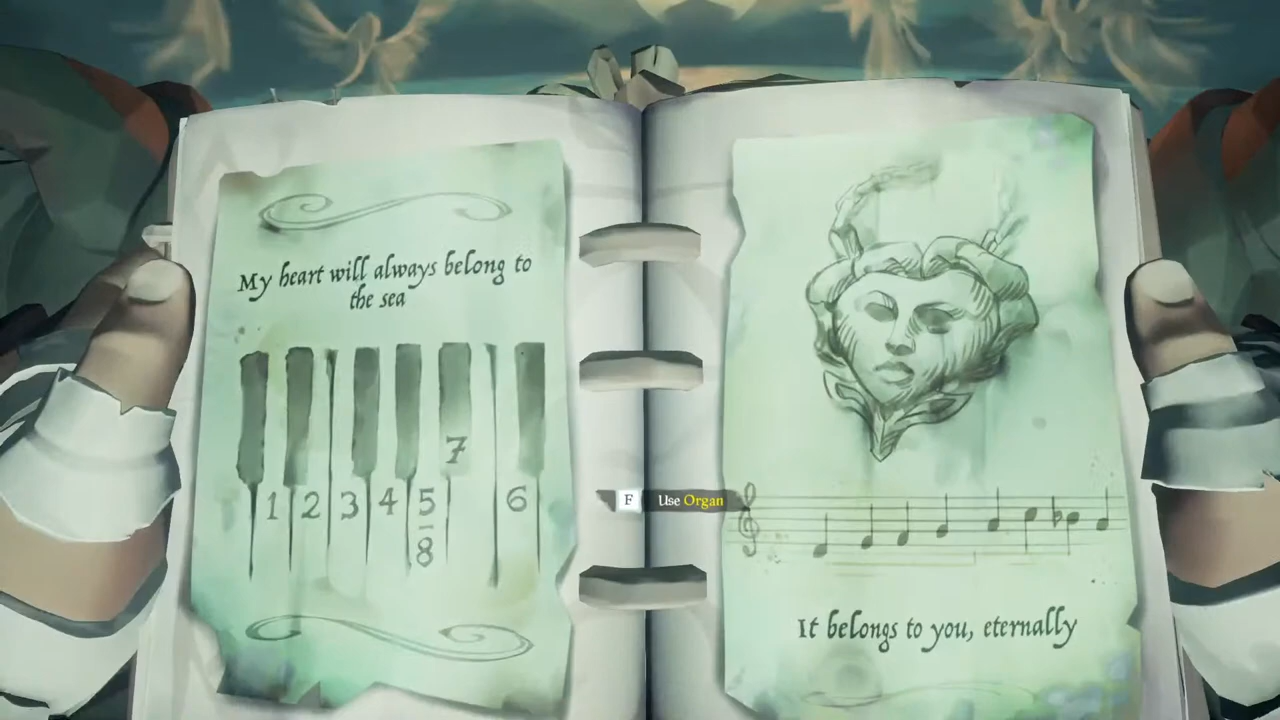 My heart will always belong to
the sea
7
1 2 3 4 5 6
8
F Use Organ
It belongs to you, eternally